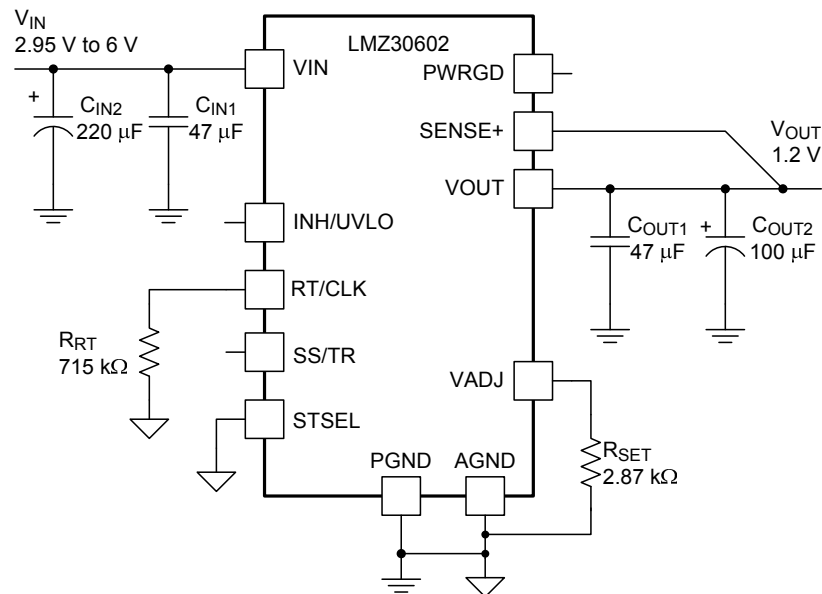 VIN
2.95 V to 6 V
LMZ30602
VIN
PWRGD
+
CIN2
220 μF
CIN1
47 μF
SENSE+
VOUT
1.2 V
VOUT
INH/UVLO
COUT1
47 μF
+
COUT2
100 μF
RT/CLK
RRT
715 kΩ
SS/TR
VADJ
STSEL
PGND
AGND
RSET
2.87 kΩ